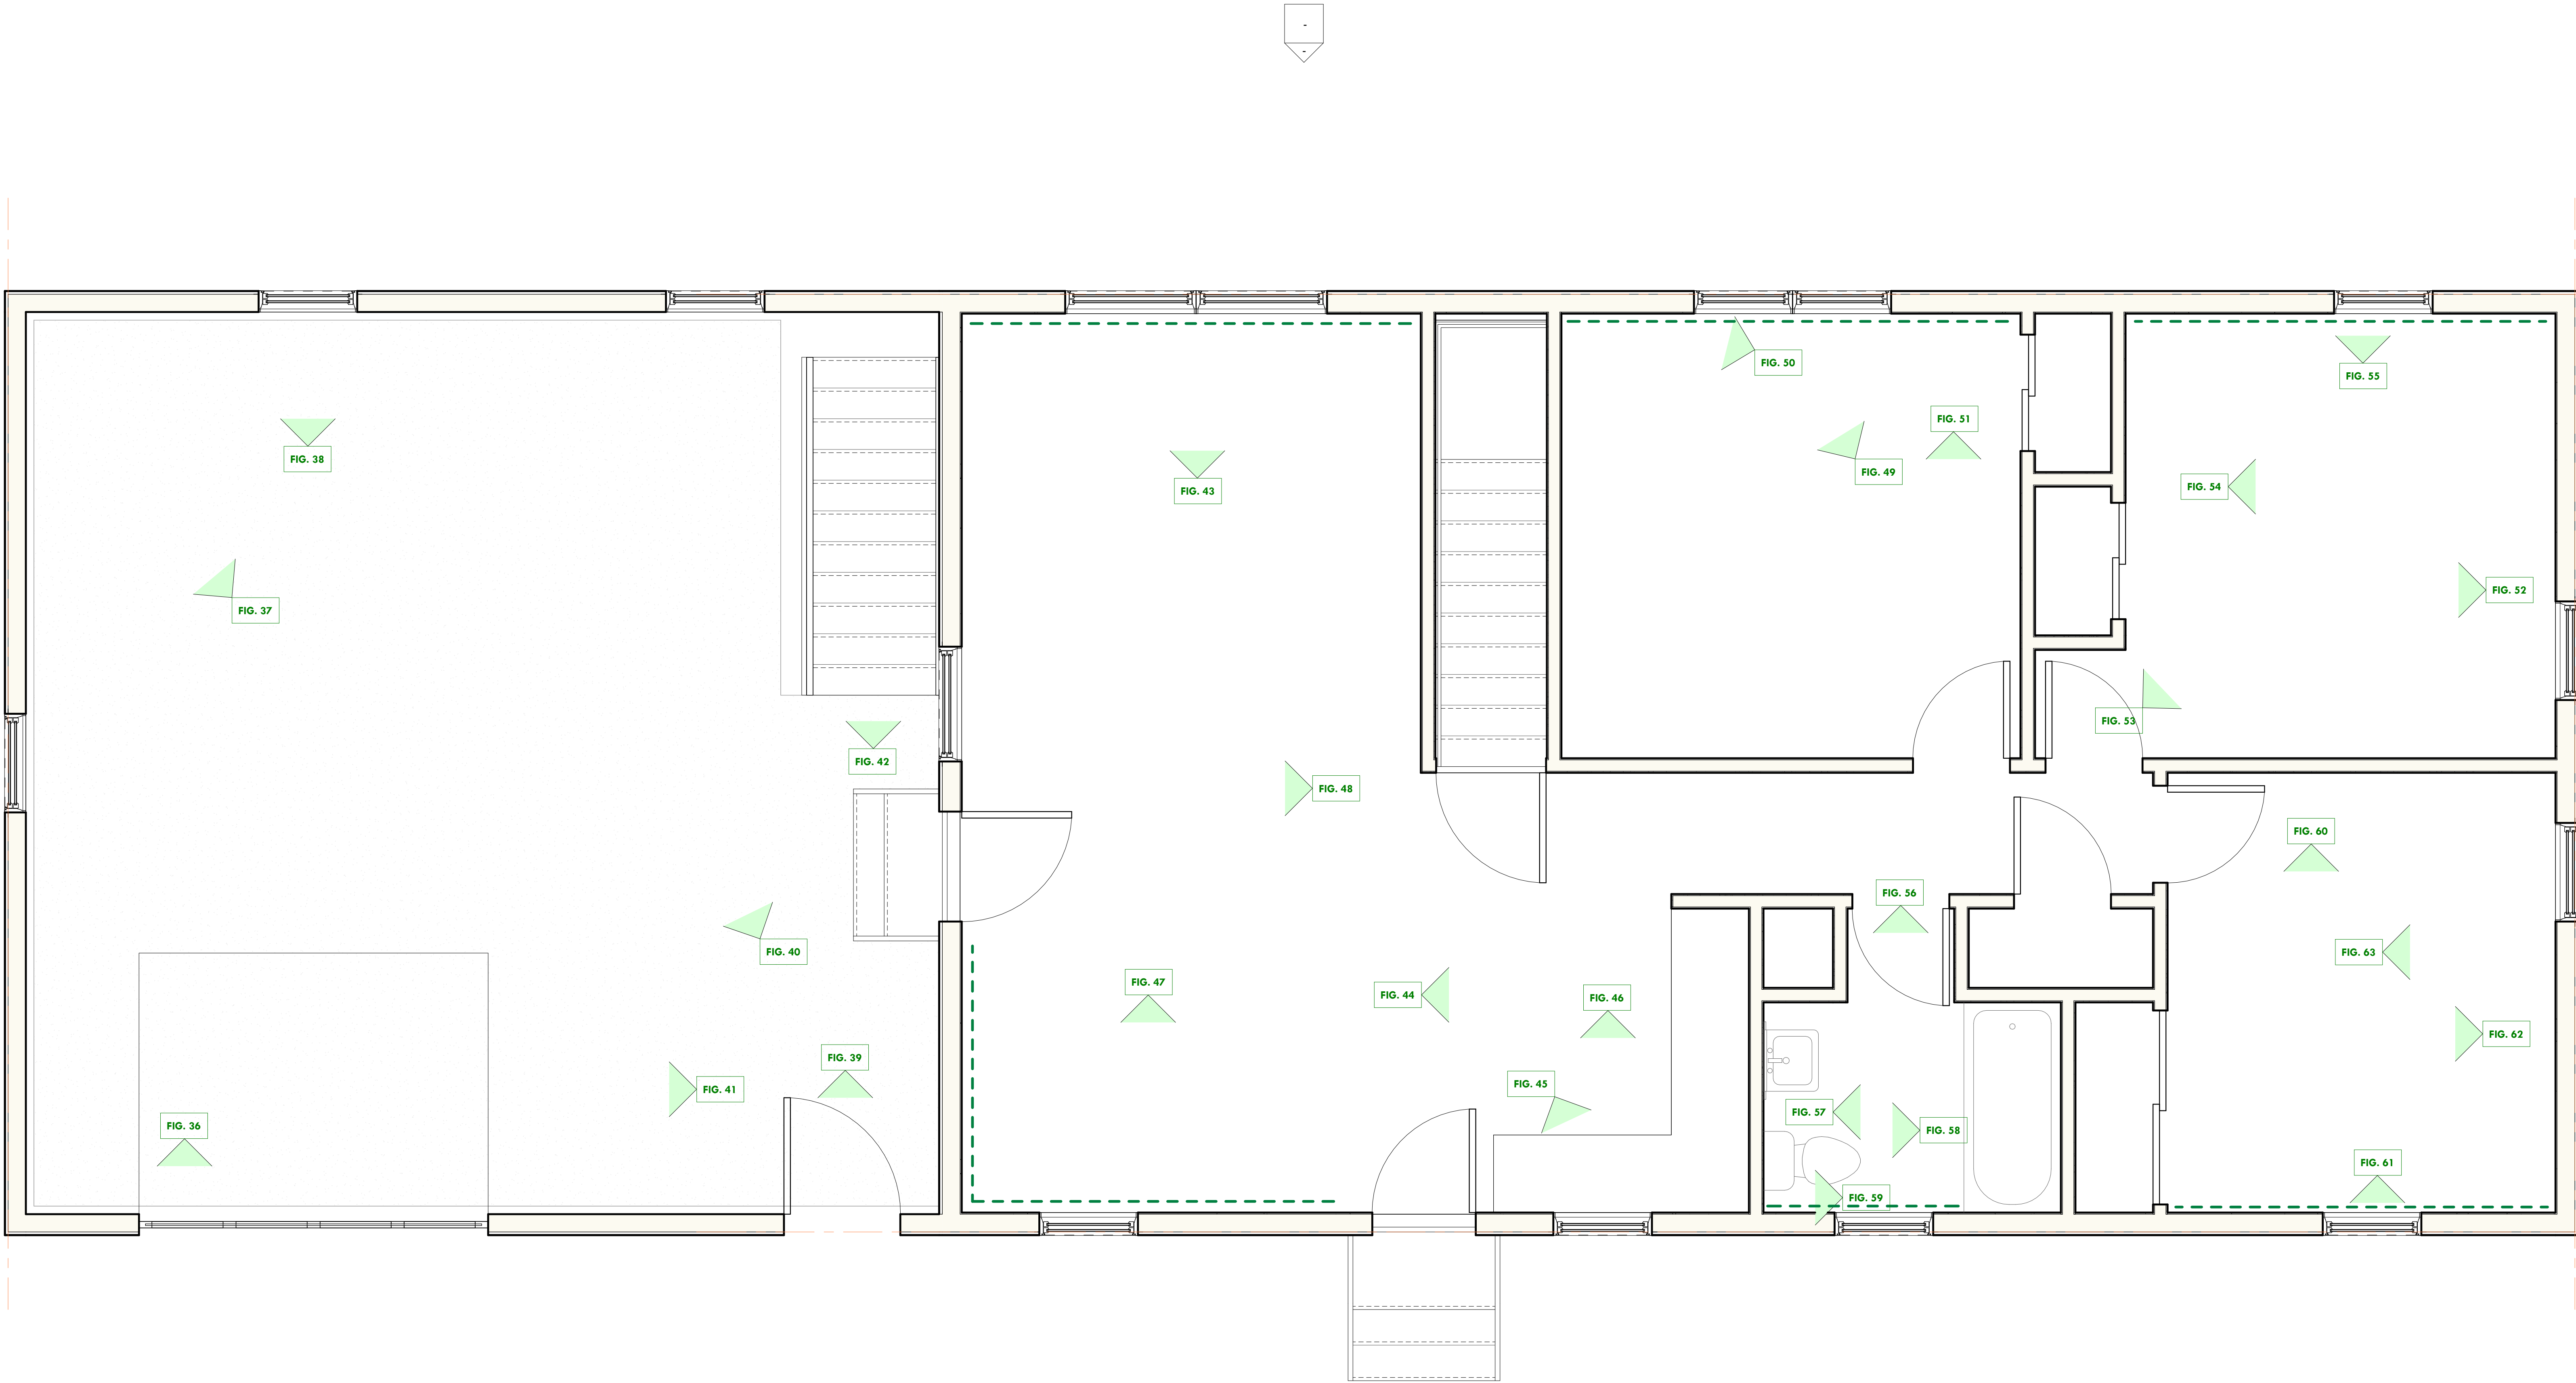 -
-
FIG. 50
FIG. 55
FIG. 51
FIG. 38
FIG. 49
FIG. 43
FIG. 54
FIG. 52
FIG. 37
FIG. 53
FIG. 42
FIG. 48
FIG. 60
FIG. 56
FIG. 40
FIG. 63
FIG. 47
FIG. 44
FIG. 46
FIG. 62
FIG. 39
FIG. 45
FIG. 41
FIG. 57
FIG. 36
FIG. 58
FIG. 61
FIG. 59